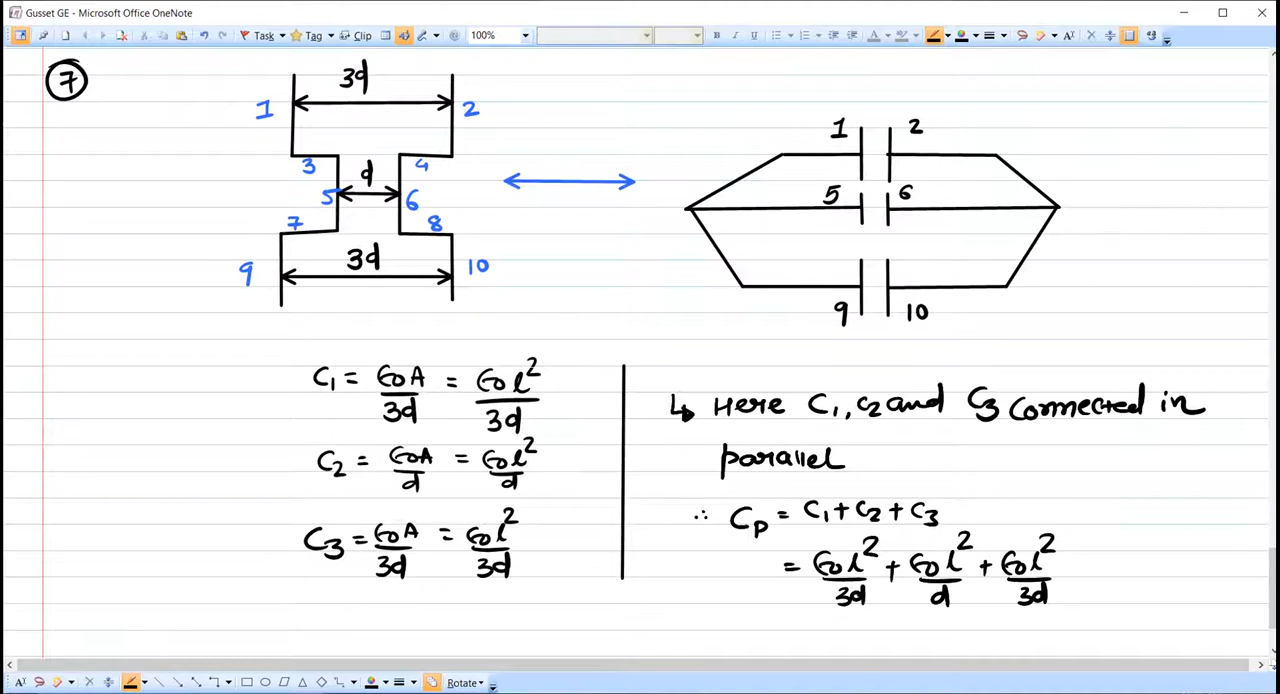 Gusset GE - Microsoft Office OneNote
Task Tag Clip 100% B I U
7
3d
1 2
3 4
d
5 6
7 8
3d
9 10
1 2
5 6
9 10
C1 = ϵ0A/3d = ϵ0l²/3d
C2 = ϵ0A/d = ϵ0l²/d
C3 = ϵ0A/3d = ϵ0l²/3d
↳ Here C1, C2 and C3 connected in
parallel
∴ Cp = C1 + C2 + C3
= ϵ0l²/3d + ϵ0l²/d + ϵ0l²/3d
Rotate